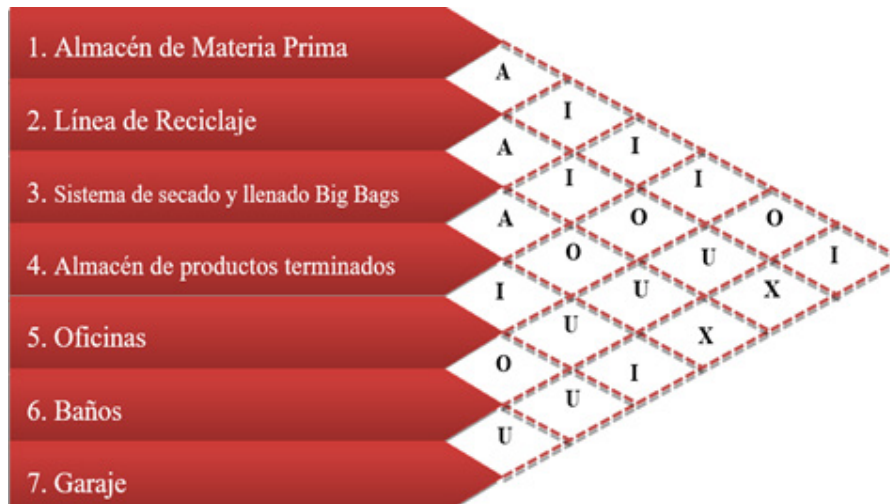 1. Almacén de Materia Prima
A
I
2. Línea de Reciclaje
I
A
I
I
3. Sistema de secado y llenado Big Bags
O
O
A
O
U
I
4. Almacén de productos terminados
I
U
X
U
5. Oficinas
X
O
I
U
6. Baños
U
7. Garaje